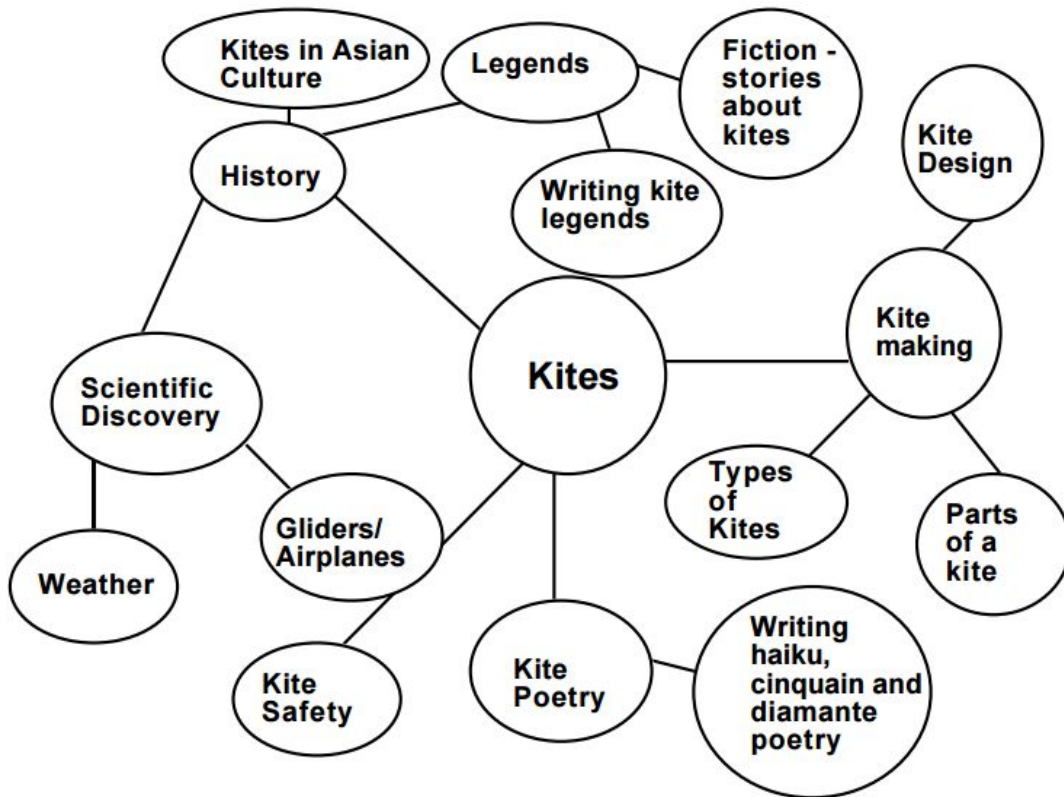 Kites in Asian
Culture
Legends
Fiction -
stories
about
kites
Kite
Design
History
Writing kite
legends
Kite
making
Kites
Scientific
Discovery
Types
of
Kites
Parts
of a
kite
Gliders/
Airplanes
Weather
Kite
Safety
Kite
Poetry
Writing
haiku,
cinquain and
diamante
poetry